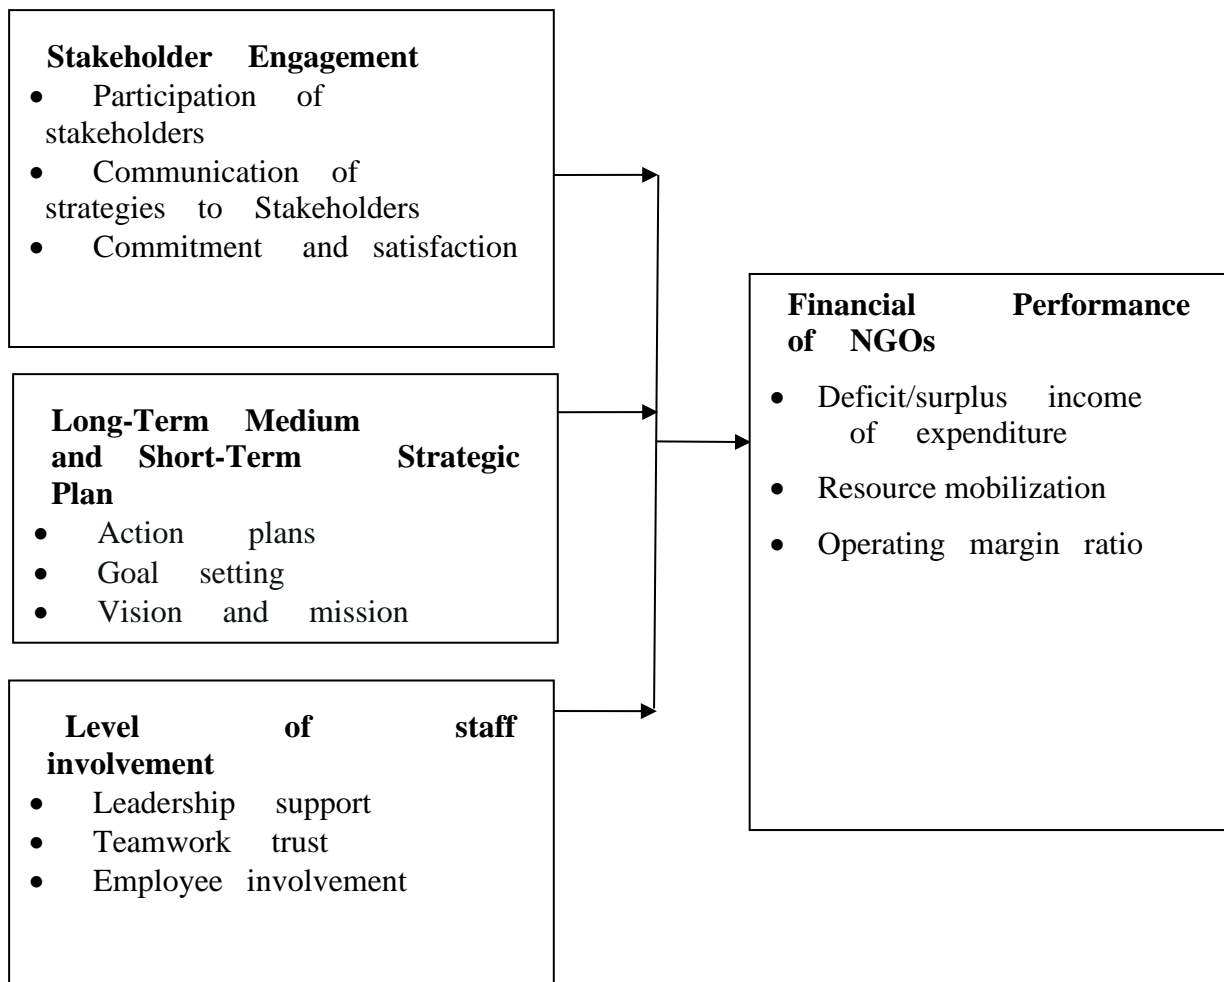 Stakeholder Engagement
• Participation of
stakeholders
• Communication of
strategies to Stakeholders
• Commitment and satisfaction
Long-Term Medium
and Short-Term Strategic
Plan
• Action plans
• Goal setting
• Vision and mission
Level of staff
involvement
• Leadership support
• Teamwork trust
• Employee involvement
Financial Performance
of NGOs
• Deficit/surplus income
of expenditure
• Resource mobilization
• Operating margin ratio